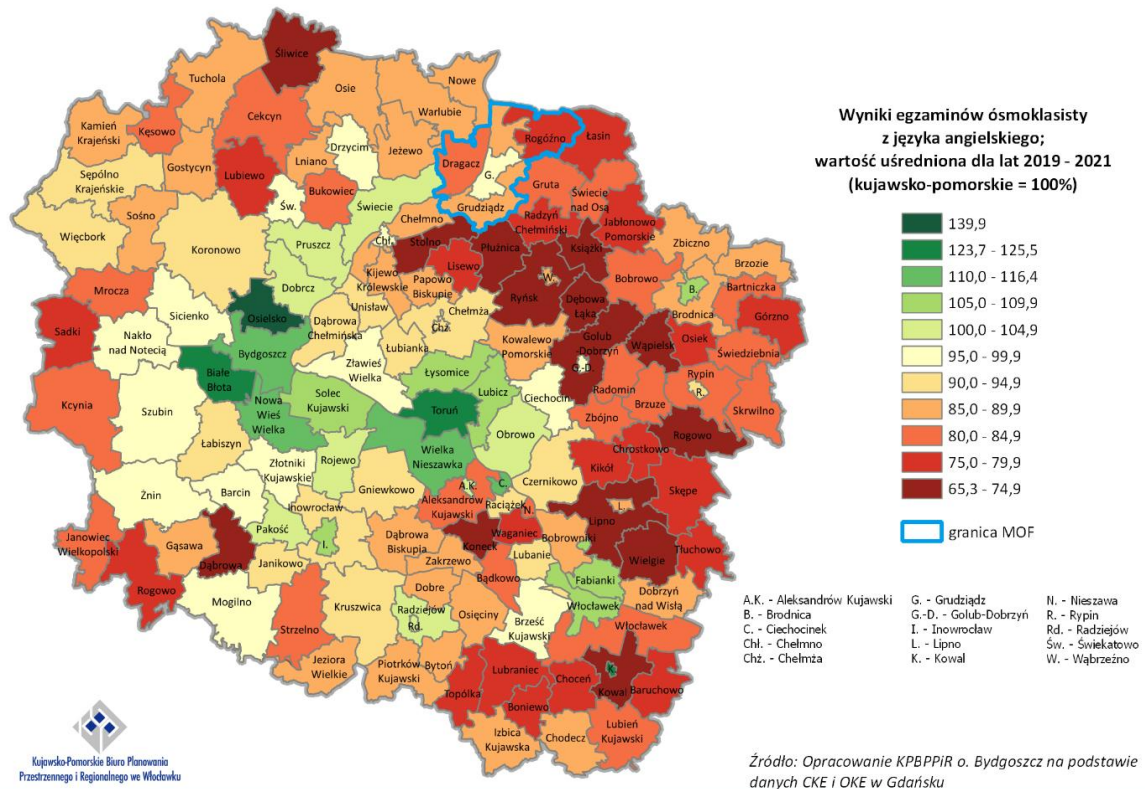 Wyniki egzaminów ósmoklasisty
z języka angielskiego;
wartość uśredniona dla lat 2019 - 2021
(kujawsko-pomorskie = 100%)
139,9
123,7 - 125,5
110,0 - 116,4
105,0 - 109,9
100,0 - 104,9
95,0 - 99,9
90,0 - 94,9
85,0 - 89,9
80,0 - 84,9
75,0 - 79,9
65,3 - 74,9
granica MOF
A.K. - Aleksandrów Kujawski
B. - Brodnica
C. - Ciechocinek
Chł. - Chełmno
Chż. - Chełmża
G. - Grudziądz
G.-D. - Golub-Dobrzyń
I. - Inowrocław
L. - Lipno
K. - Kowal
N. - Nieszawa
R. - Rypin
Rd. - Radziejów
Św. - Świekatowo
W. - Wąbrzeźno
Śliwice
Tuchola
Osie
Nowe
Warlubie
Cekcyn
Kęsowo
Kamień
Krajeński
Gostycyn
Lniano
Drzycim
Jeżewo
Dragacz
Rogóźno
Łasin
G.
Sępólno
Krajeńskie
Lubiewo
Bukowiec
Św.
Świecie
Grudziądz
Gruta
Świecie
nad Osą
Sośno
Więcbork
Koronowo
Pruszcz
Chełmno
Chł.
Stolno
Płużnica
Radzyń
Chełmiński
Książki
Jabłonowo
Pomorskie
Zbiczno
Brzozie
Mrocza
Sadki
Sicienko
Osielsko
Dobrcz
Kijewo
Królewskie
Unisław
Papowo
Biskupie
Lisewo
W.
Ryńsk
Dębowa
Łąka
Bobrowo
B.
Brodnica
Bartniczka
Górzno
Nakło
nad Notecią
Bydgoszcz
Dąbrowa
Chełmińska
Chełmża
Chż.
Łubianka
Zławieś
Wielka
Kowalewo
Pomorskie
Golub
-Dobrzyń
G.-D.
Wąpielsk
Osiek
Świedziebnia
Kcynia
Szubin
Białe
Błota
Nowa
Wieś
Wielka
Solec
Kujawski
Łysomice
Toruń
Lubicz
Ciechocin
Radomin
Rypin
R.
Skrwilno
Zbójno
Brzuze
Łabiszyn
Rojewo
Wielka
Nieszawka
Obrowo
Czernikowo
Kikół
Chrostkowo
Rogowo
Skępe
Żnin
Barcin
Złotniki
Kujawskie
Inowrocław
I.
Gniewkowo
A.K.
C.
Aleksandrów
Kujawski
Raciążek
N.
Waganiec
L.
Lipno
Wielgie
Tłuchowo
Janowiec
Wielkopolski
Rogowo
Gąsawa
Dąbrowa
Pakość
Janikowo
Dąbrowa
Biskupia
Koneck
Zakrzewo
Bądkowo
Lubanie
Bobrowniki
Fabianki
Włocławek
Dobrzyń
nad Wisłą
Mogilno
Strzelno
Kruszwica
Dobre
Radziejów
Rd.
Osięciny
Brześć
Kujawski
Włocławek
Jeziora
Wielkie
Piotrków
Kujawski
Bytoń
Topólka
Lubraniec
Boniewo
Choceń
K.
Kowal
Baruchowo
Izbica
Kujawska
Chodecz
Lubień
Kujawski
Kujawsko-Pomorskie Biuro Planowania
Przestrzennego i Regionalnego we Włocławku
Źródło: Opracowanie KPBPPiR o. Bydgoszcz na podstawie
danych CKE i OKE w Gdańsku